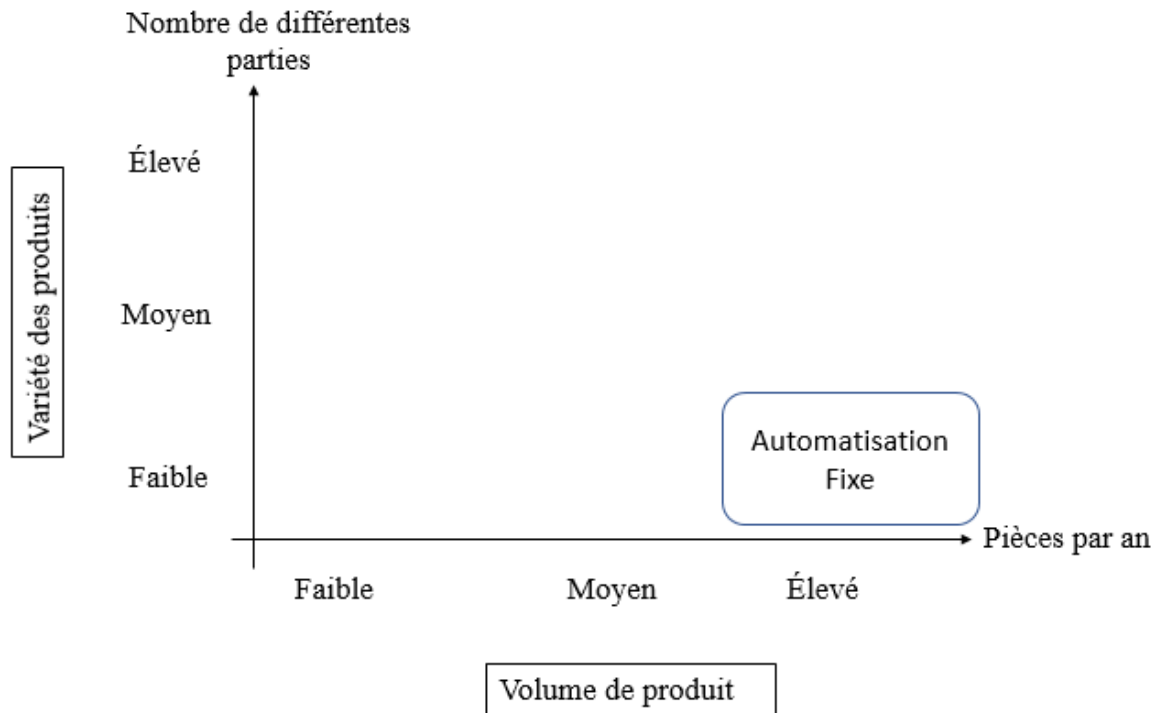 Nombre de différentes
parties
Élevé
Variété des produits
Moyen
Automatisation
Fixe
Faible
Pièces par an
Faible Moyen Élevé
Volume de produit